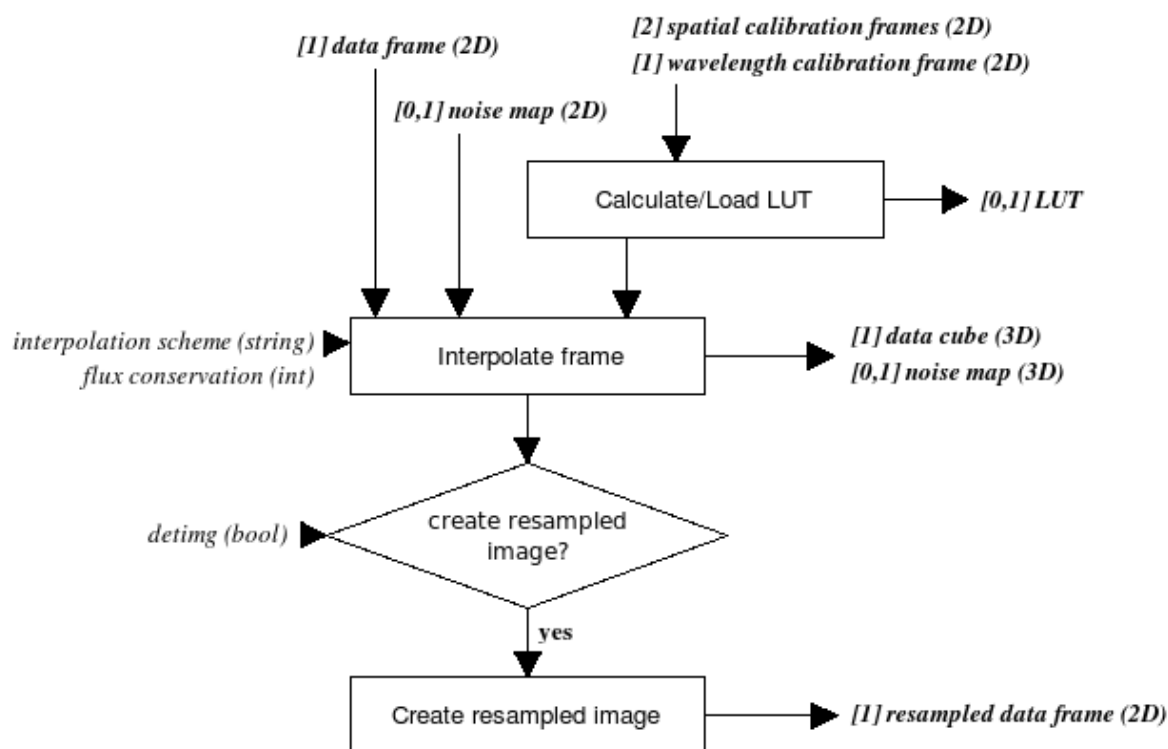 [2] spatial calibration frames (2D)
[1] data frame (2D)
[1] wavelength calibration frame (2D)
[0,1] noise map (2D)
Calculate/Load LUT
[0,1] LUT
interpolation scheme (string)
flux conservation (int)
Interpolate frame
[1] data cube (3D)
[0,1] noise map (3D)
detimg (bool)
create resampled
image?
yes
Create resampled image
[1] resampled data frame (2D)